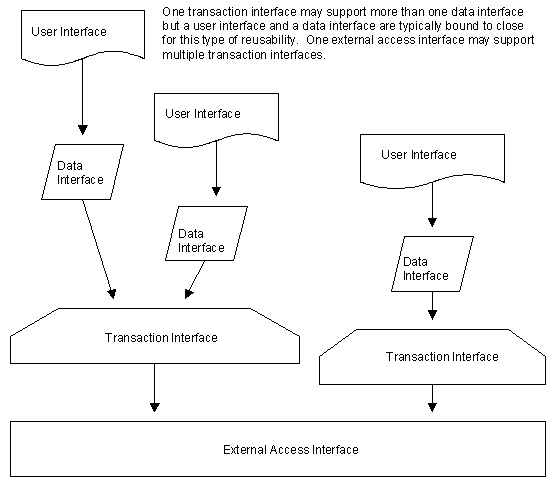 One transaction interface may support more than one data interface
but a user interface and a data interface are typically bound to close
for this type of reusability.  One external access interface may support
multiple transaction interfaces.
User Interface
User Interface
User Interface
Data
Interface
Data
Interface
Data
Interface
Transaction Interface
Transaction Interface
External Access Interface